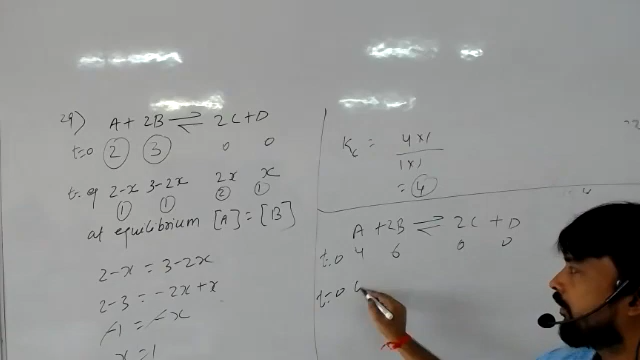 29) A + 2B ⇌ 2C + D
t=0 2 3 0 0
t. eq 2-x 3-2x 2x x
1 1 2 1
at equilibrium [A] = [B]
2-x = 3-2x
2-3 = -2x+x
-1 = -x
x = 1
Kc = 4×1
1×1
= 4
A + 2B ⇌ 2C + D
t=0 4 6 0 0
t=0